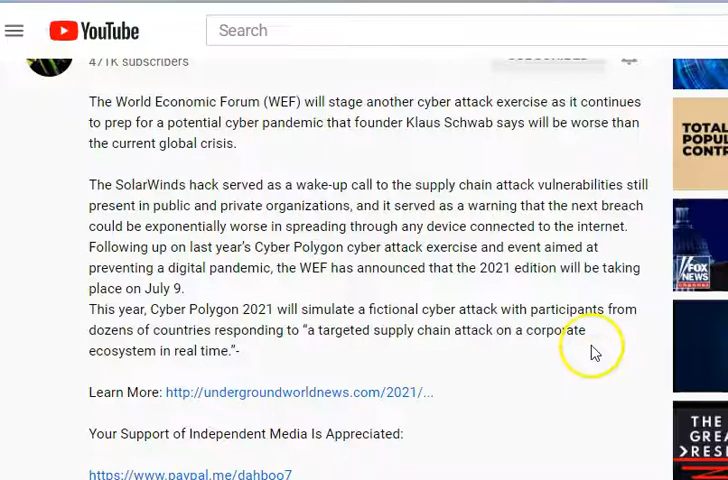 YouTube
Search
471K subscribers
SUBSCRIBED
The World Economic Forum (WEF) will stage another cyber attack exercise as it continues
to prep for a potential cyber pandemic that founder Klaus Schwab says will be worse than
the current global crisis.
The SolarWinds hack served as a wake-up call to the supply chain attack vulnerabilities still
present in public and private organizations, and it served as a warning that the next breach
could be exponentially worse in spreading through any device connected to the internet.
Following up on last year's Cyber Polygon cyber attack exercise and event aimed at
preventing a digital pandemic, the WEF has announced that the 2021 edition will be taking
place on July 9.
This year, Cyber Polygon 2021 will simulate a fictional cyber attack with participants from
dozens of countries responding to “a targeted supply chain attack on a corporate
ecosystem in real time.”-
Learn More: http://undergroundworldnews.com/2021/...
Your Support of Independent Media Is Appreciated:
https://www.paypal.me/dahboo7
TOTAL
POPUL
CONTR
FOX
NEWS
THE
GREA
>RES